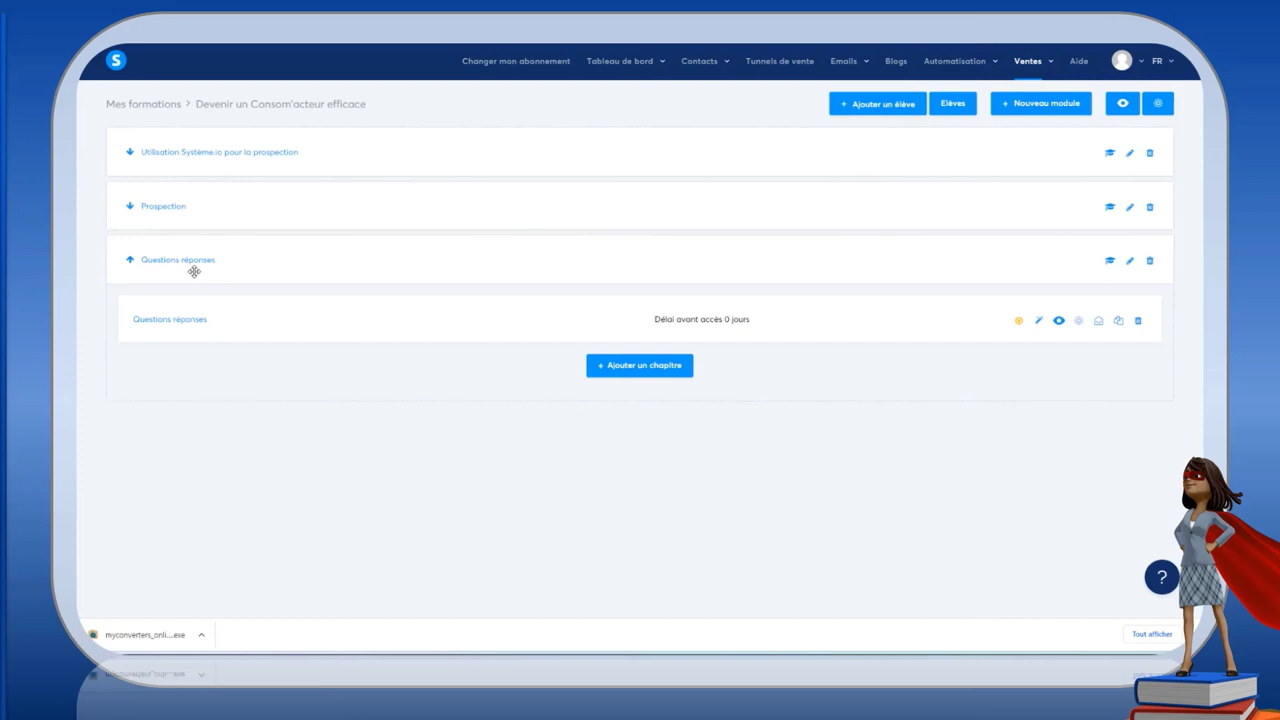 S
Changer mon abonnement Tableau de bord Contacts Tunnels de vente Emails Blogs Automatisation Ventes Aide FR
Mes formations > Devenir un Consom'acteur efficace
+ Ajouter un élève Elèves + Nouveau module
Utilisation Système.io pour la prospection
Prospection
Questions réponses
Questions réponses Délai avant accès 0 jours
+ Ajouter un chapître
?
myconverters_onli....exe Tout afficher